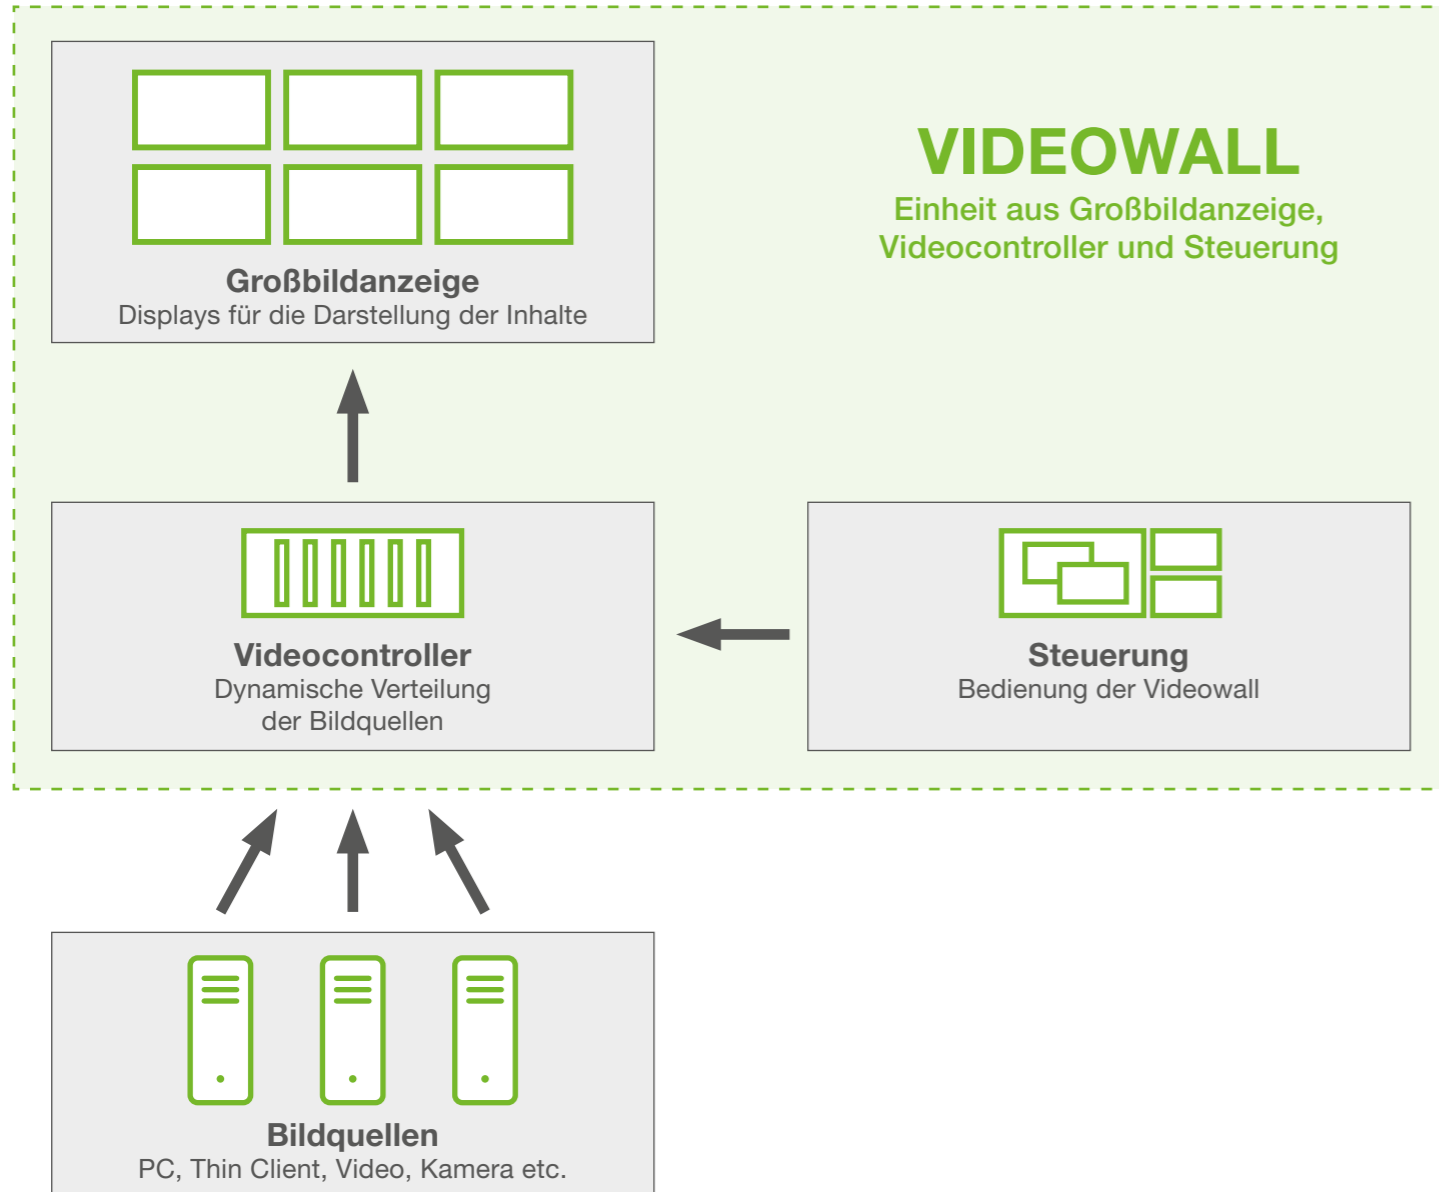 VIDEOWALL
Einheit aus Großbildanzeige,
Videocontroller und Steuerung
Großbildanzeige
Displays für die Darstellung der Inhalte
Videocontroller
Dynamische Verteilung
der Bildquellen
Steuerung
Bedienung der Videowall
Bildquellen
PC, Thin Client, Video, Kamera etc.